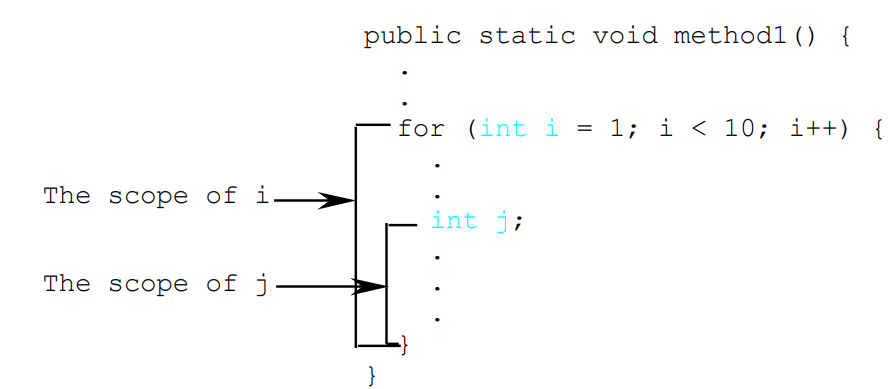 public static void method1() {
.
.
for (int i = 1; i < 10; i++) {
.
.
The scope of i
int j;
.
The scope of j
.
.
}
}